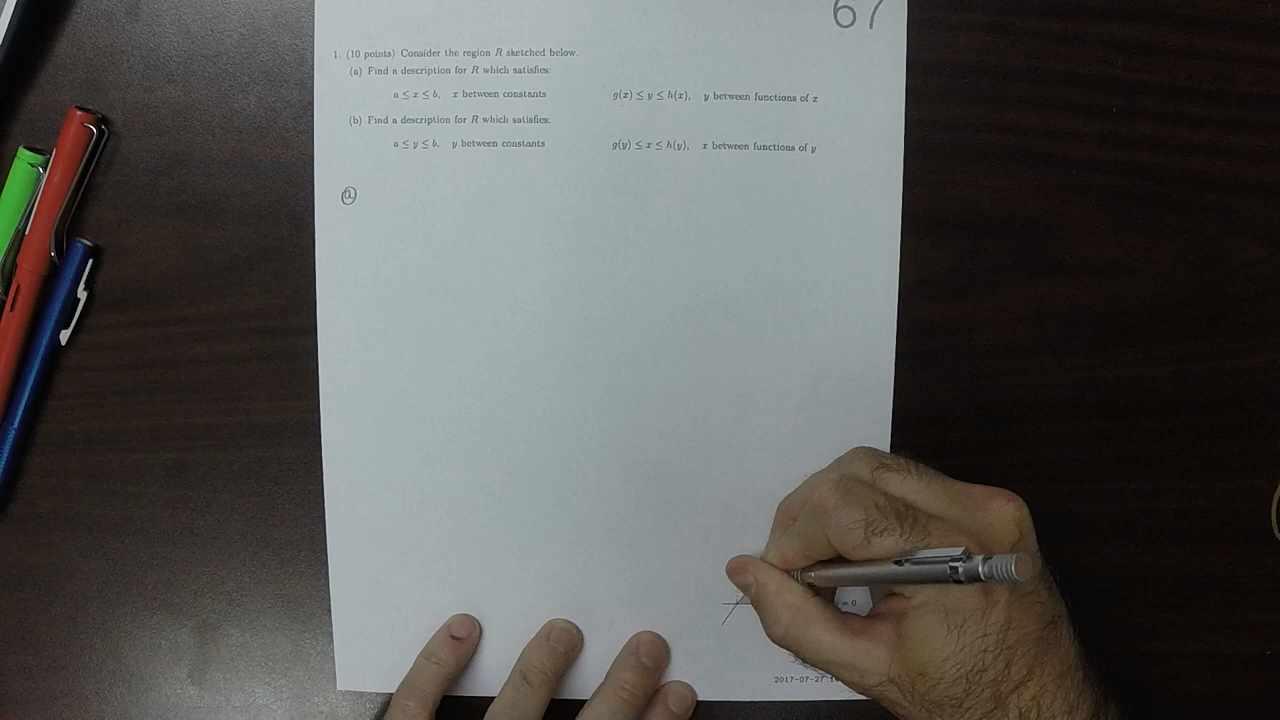 67
1. (10 points) Consider the region R sketched below.
(a) Find a description for R which satisfies:
a ≤ x ≤ b, x between constants g(x) ≤ y ≤ h(x), y between functions of x
(b) Find a description for R which satisfies:
a ≤ y ≤ b, y between constants g(y) ≤ x ≤ h(y), x between functions of y
(a)
= 0
2017-07-27